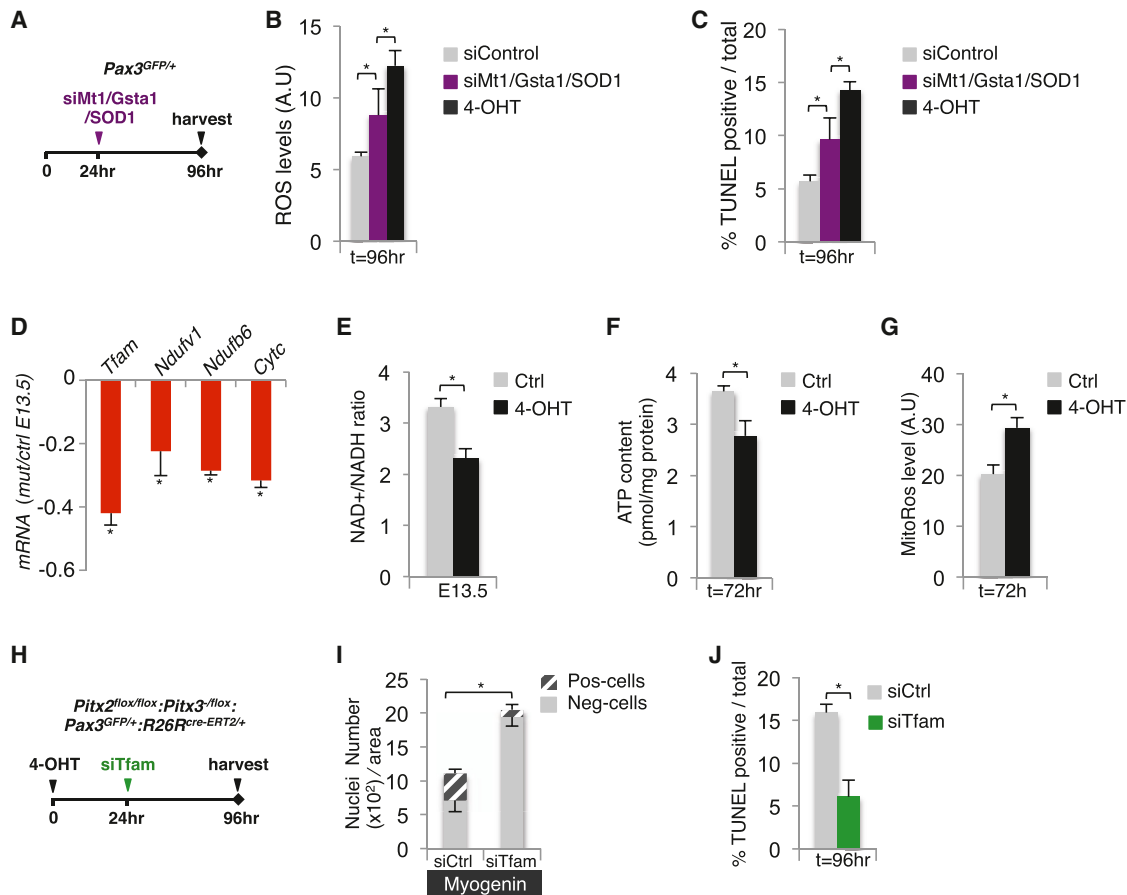 A
Pax3GFP/+
siMt1/Gsta1
/SOD1
harvest
0
24hr
96hr
B
ROS levels (A.U)
15
10
5
0
*
*
t=96hr
siControl
siMt1/Gsta1/SOD1
4-OHT
C
% TUNEL positive / total
20
15
10
5
0
*
*
t=96hr
siControl
siMt1/Gsta1/SOD1
4-OHT
D
mRNA (mut/ctrl E13.5)
Tfam
Ndufv1
Ndufb6
Cytc
0
-0.2
-0.4
-0.6
*
*
*
*
E
NAD+/NADH ratio
4
3
2
1
0
*
E13.5
Ctrl
4-OHT
F
ATP content
(pmol/mg protein)
4
3
2
1
0
*
t=72hr
Ctrl
4-OHT
G
MitoRos level (A.U)
40
30
20
10
0
*
t=72h
Ctrl
4-OHT
H
Pitx2flox/flox:Pitx3-/flox:
Pax3GFP/+:R26Rcre-ERT2/+
4-OHT
siTfam
harvest
0
24hr
96hr
I
Nuclei Number
(x10²) / area
25
20
15
10
5
0
*
siCtrl
siTfam
Myogenin
Pos-cells
Neg-cells
J
% TUNEL positive / total
20
15
10
5
0
*
t=96hr
siCtrl
siTfam